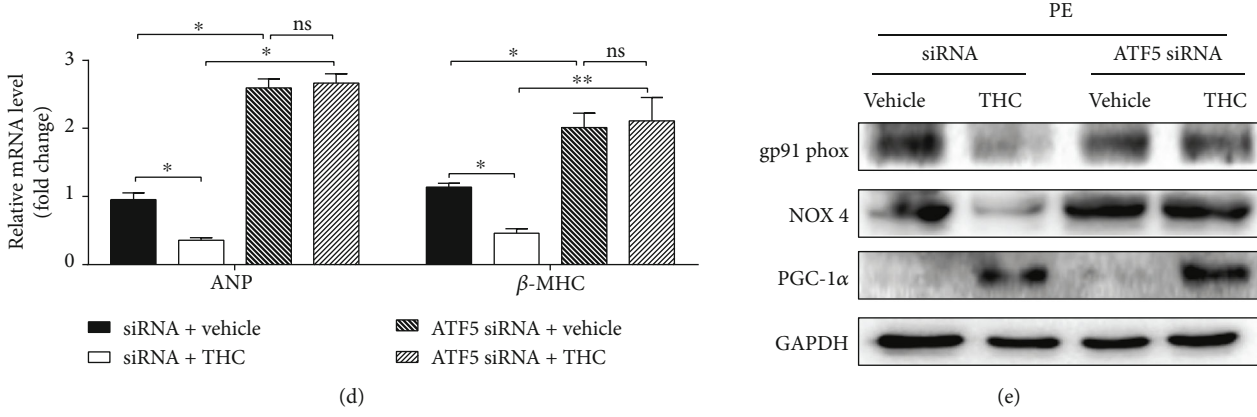 Relative mRNA level
(fold change)
3
2
1
0
*
ns
*
*
*
ns
**
*
ANP
β-MHC
siRNA + vehicle
siRNA + THC
ATF5 siRNA + vehicle
ATF5 siRNA + THC
(d)
PE
siRNA ATF5 siRNA
Vehicle THC Vehicle THC
gp91 phox
NOX 4
PGC-1α
GAPDH
(e)